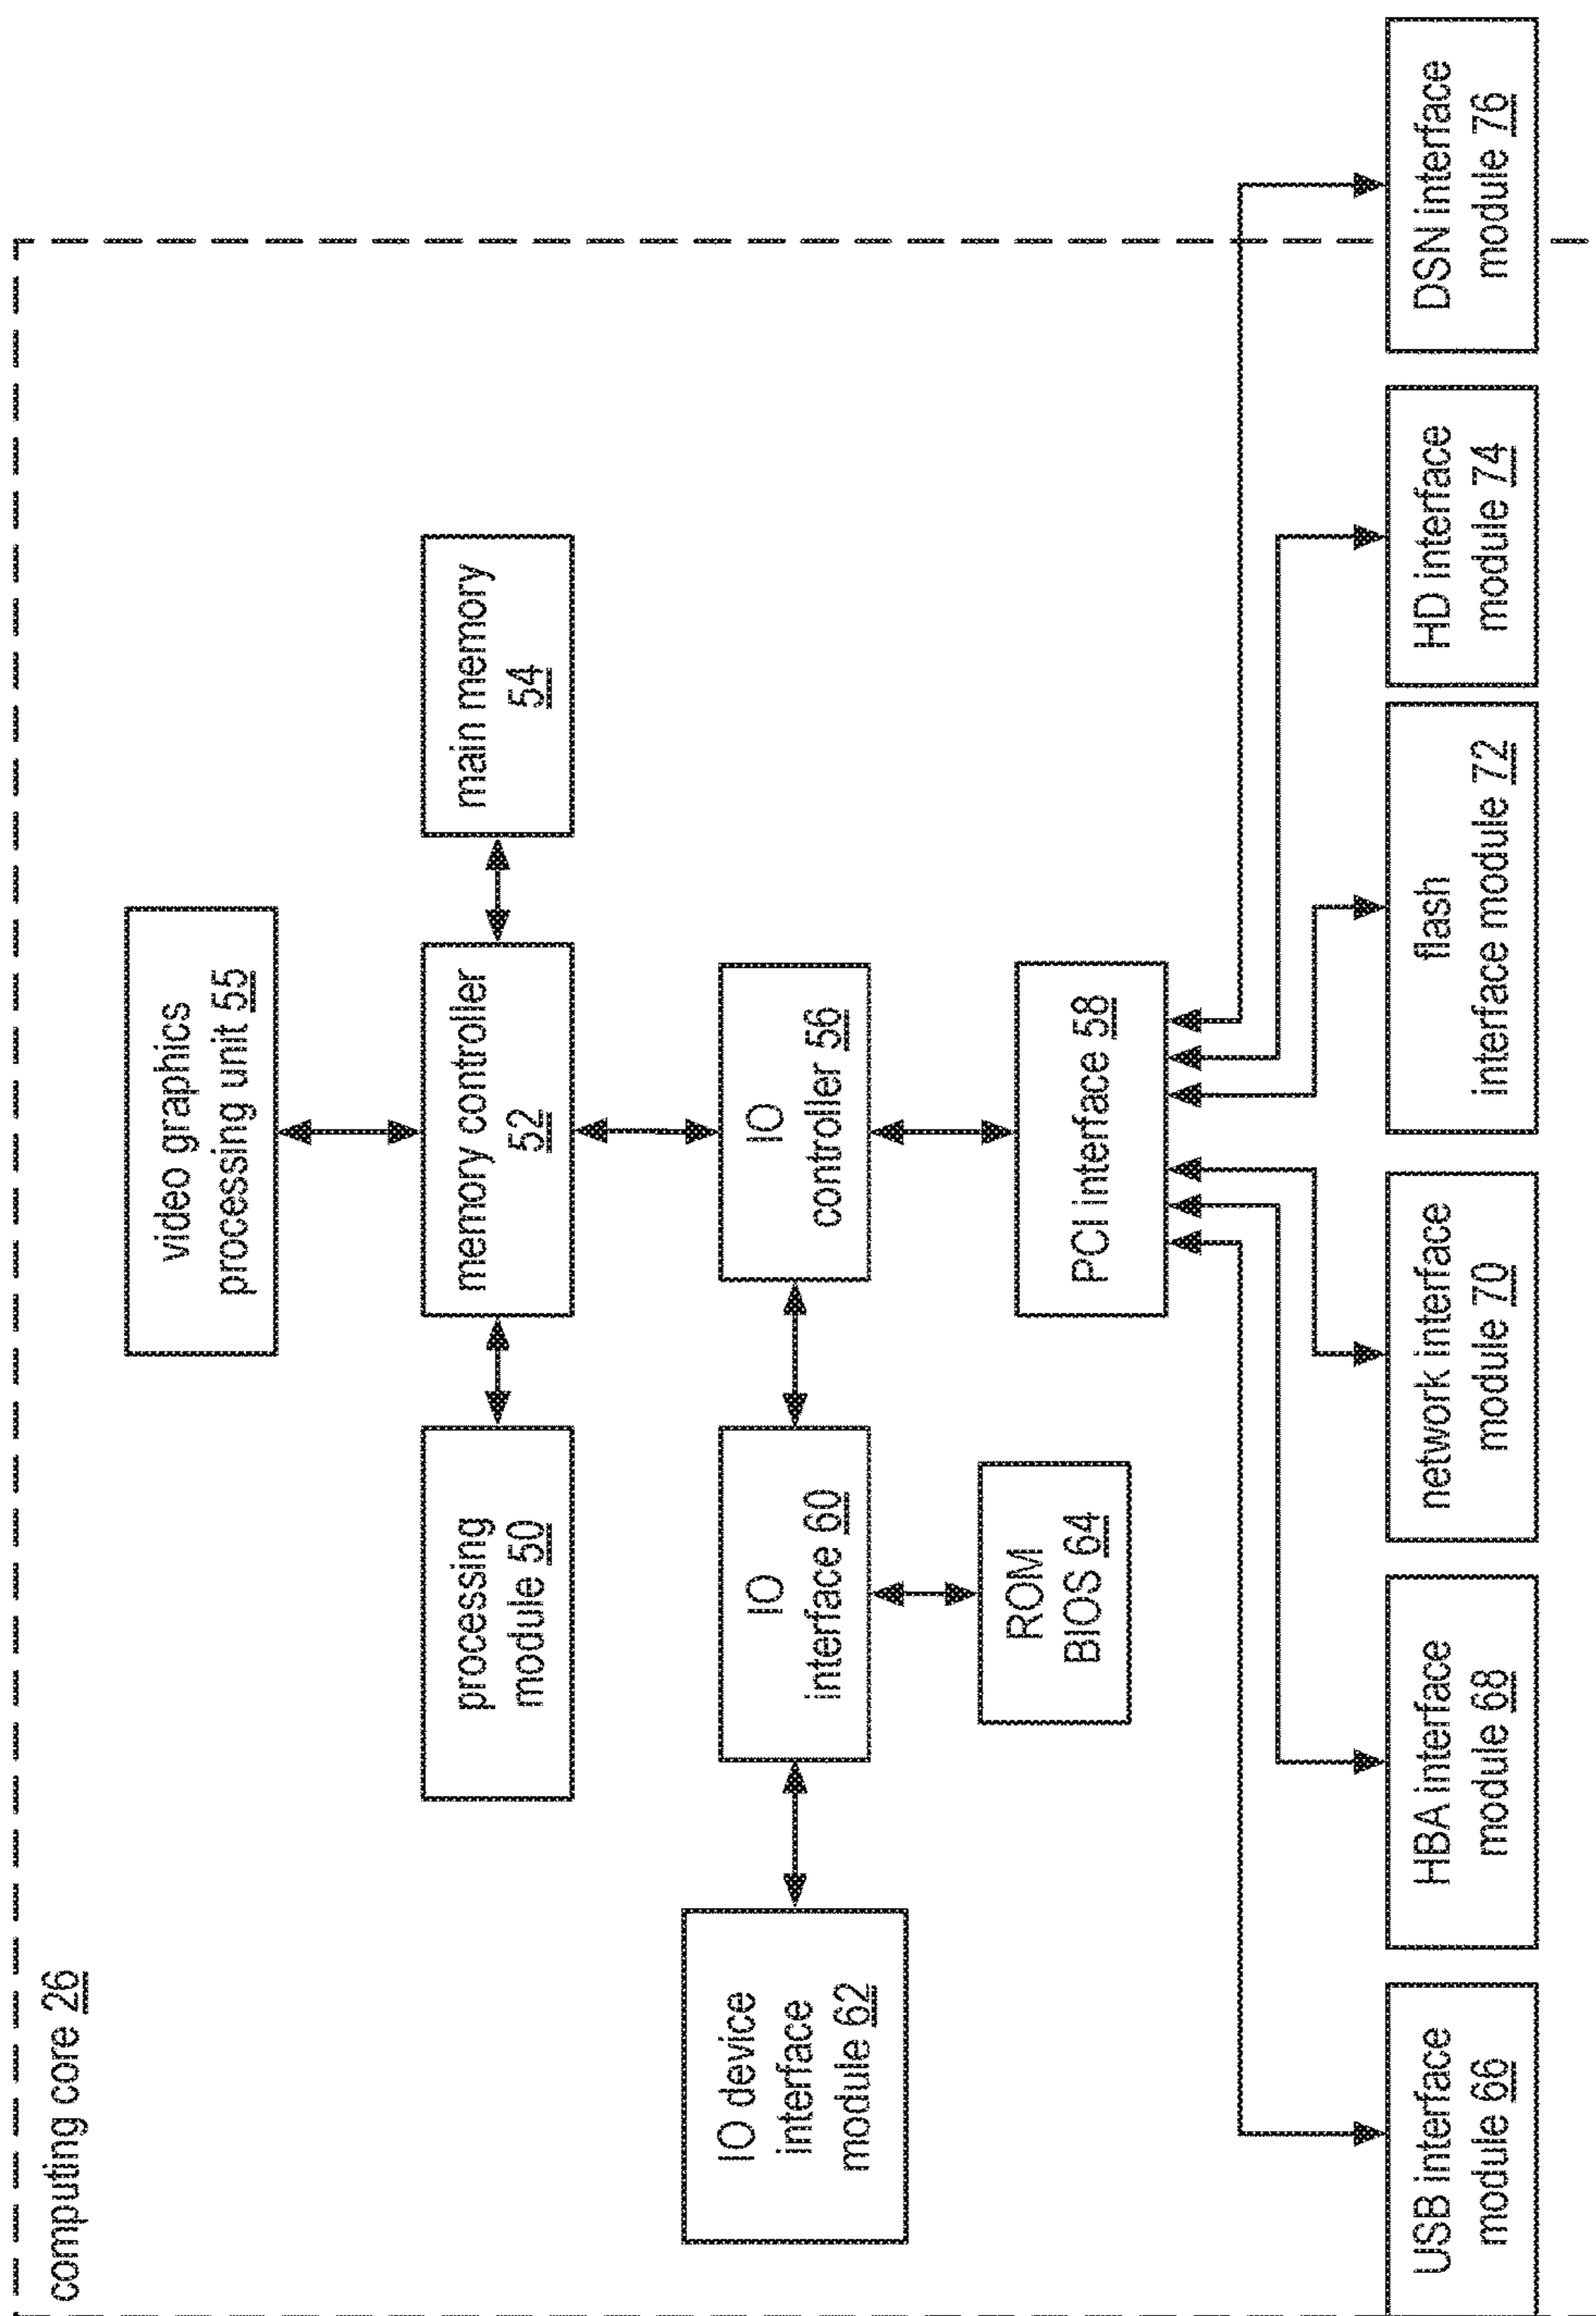 computing core 26
video graphics
processing unit 55
processing
module 50
memory controller
52
main memory
54
IO device
interface
module 62
IO
interface 60
IO
controller 56
ROM
BIOS 64
PCI interface 58
USB interface
module 66
HBA interface
module 68
network interface
module 70
flash
interface module 72
HD interface
module 74
DSN interface
module 76